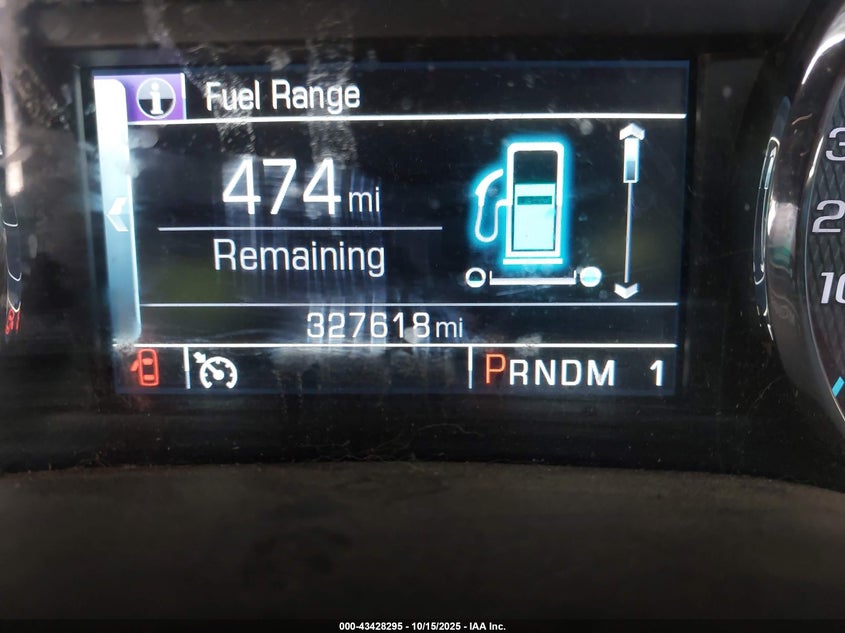 Fuel Range
474 mi
Remaining
327618 mi
PRNDM 1
000-43428295 - 10/15/2025 - IAA Inc.